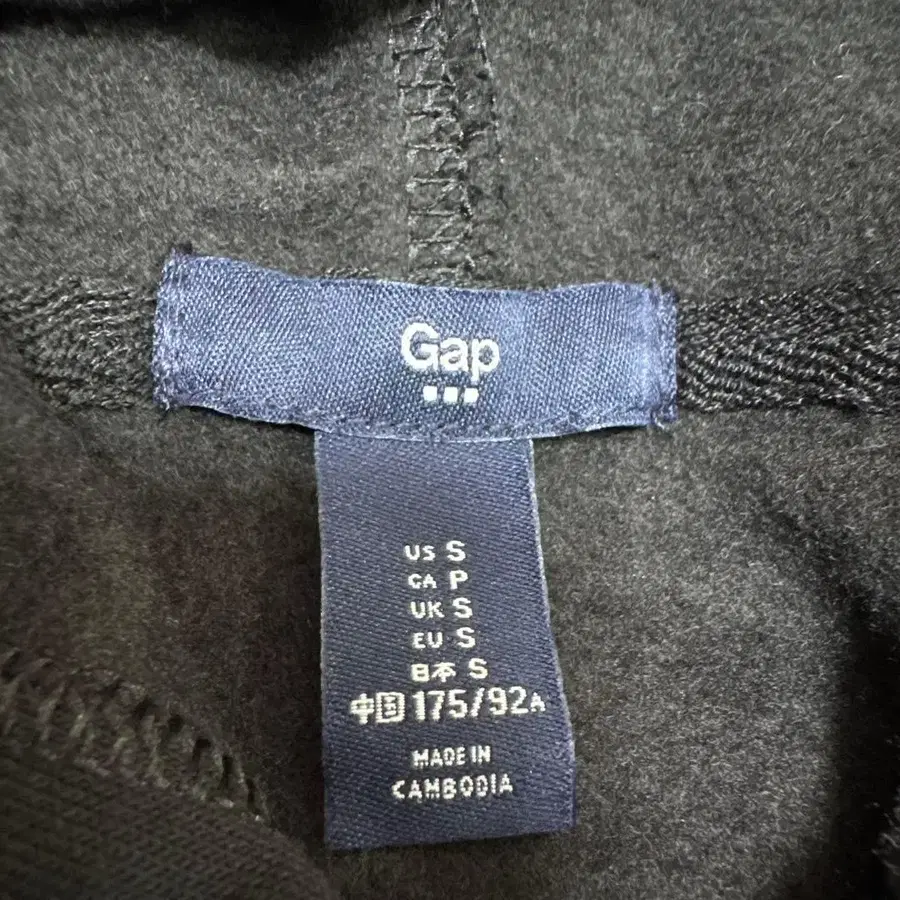 Gap
US S
CA P
UK S
EU S
日本 S
中国 175/92A
MADE IN
CAMBODIA